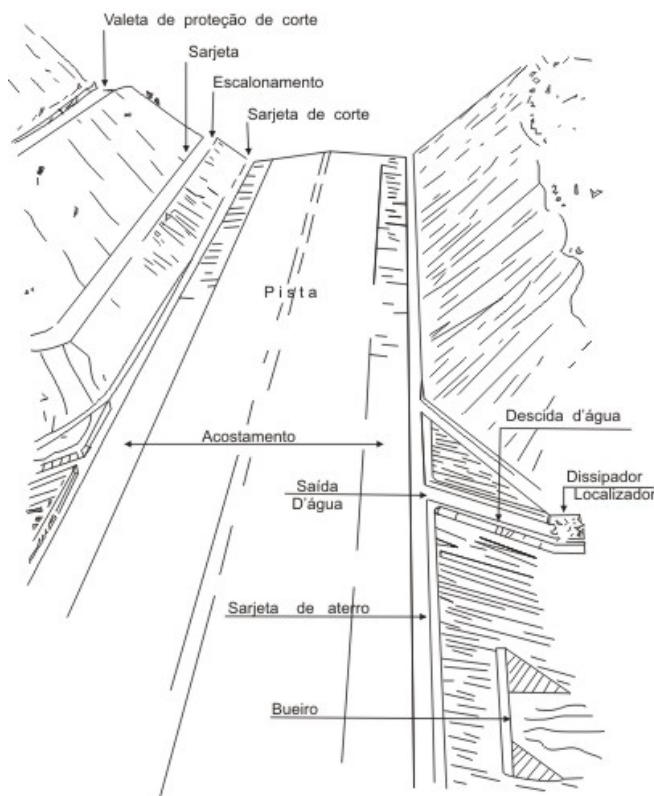 Valeta de proteção de corte
Sarjeta
Escalonamento
Sarjeta de corte
Pista
Descida d'água
Acostamento
Dissipador
Localizador
Saída
D'água
Sarjeta de aterro
Bueiro